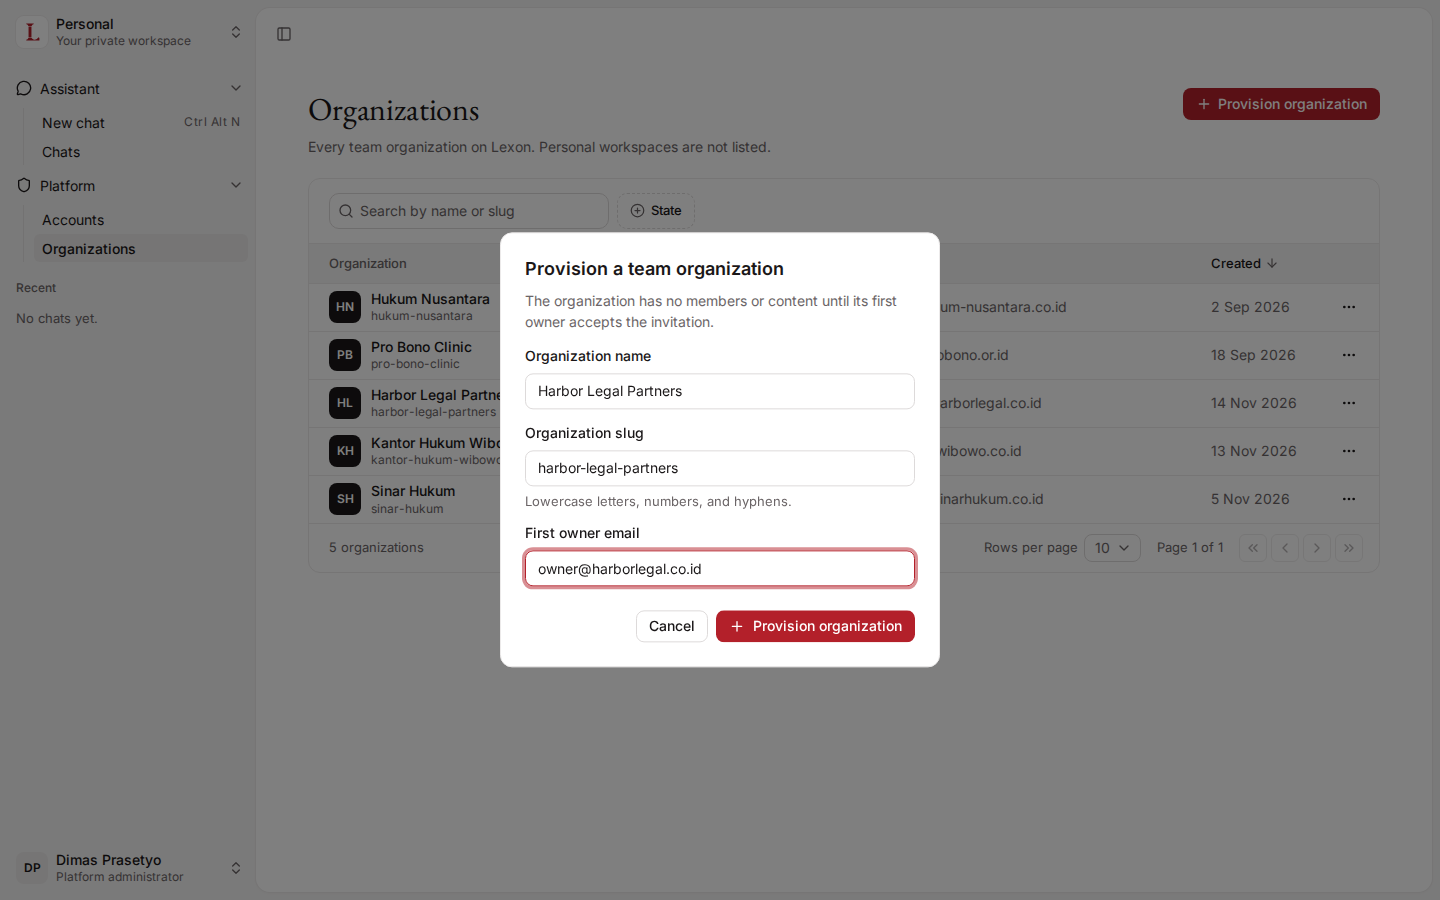 L
Personal
Your private workspace
Assistant
New chat
Ctrl Alt N
Chats
Platform
Accounts
Organizations
Recent
No chats yet.
DP
Dimas Prasetyo
Platform administrator
Organizations
Provision organization
Every team organization on Lexon. Personal workspaces are not listed.
Search by name or slug
State
Organization
Created
HN
Hukum Nusantara
hukum-nusantara
um-nusantara.co.id
2 Sep 2026
PB
Pro Bono Clinic
pro-bono-clinic
bono.or.id
18 Sep 2026
HL
Harbor Legal Partne
harbor-legal-partners
arborlegal.co.id
14 Nov 2026
KH
Kantor Hukum Wibo
kantor-hukum-wibowo
wibowo.co.id
13 Nov 2026
SH
Sinar Hukum
sinar-hukum
inarhukum.co.id
5 Nov 2026
5 organizations
Rows per page
10
Page 1 of 1
Provision a team organization
The organization has no members or content until its first
owner accepts the invitation.
Organization name
Harbor Legal Partners
Organization slug
harbor-legal-partners
Lowercase letters, numbers, and hyphens.
First owner email
owner@harborlegal.co.id
Cancel
Provision organization